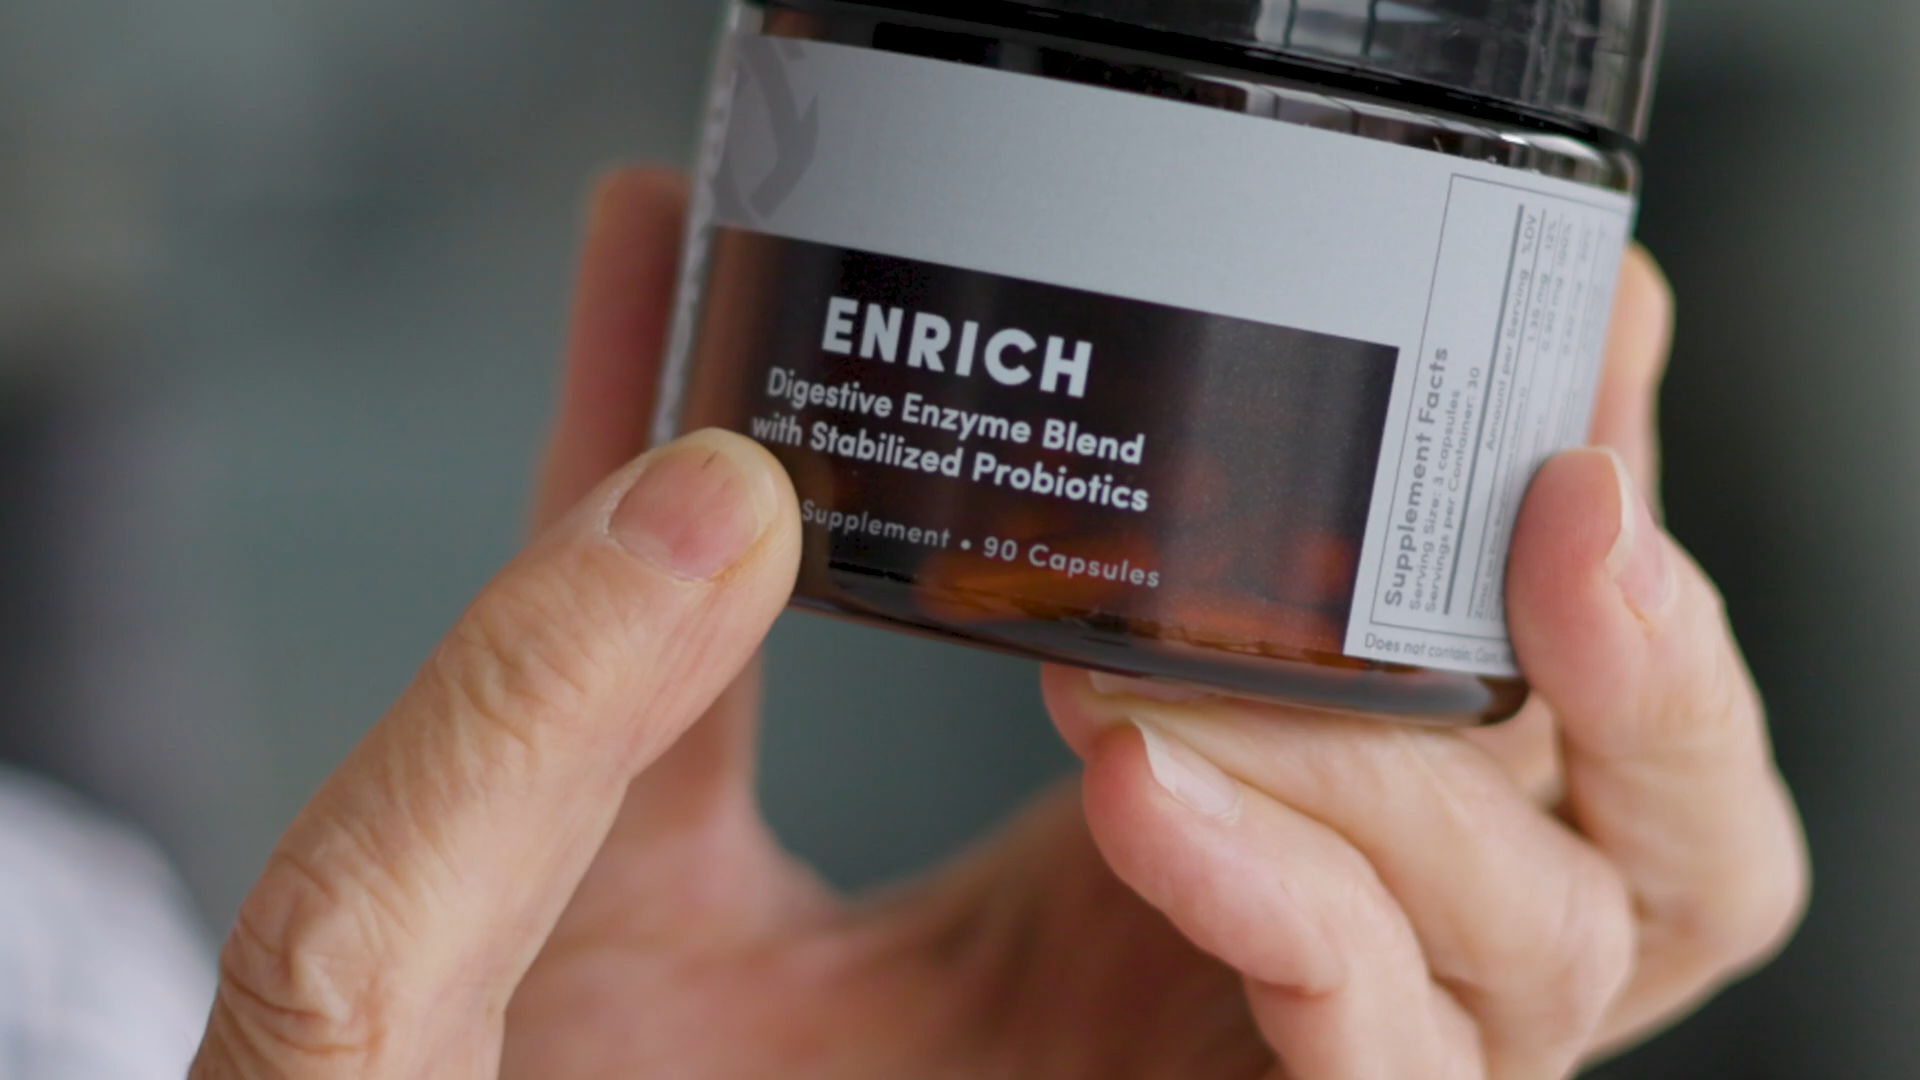 ENRICH
Digestive Enzyme Blend
with Stabilized Probiotics
Supplement • 90 Capsules
Supplement Facts
Serving Size: 3 capsules
Servings per Container: 30
Amount per Serving %DV
Does not contain: